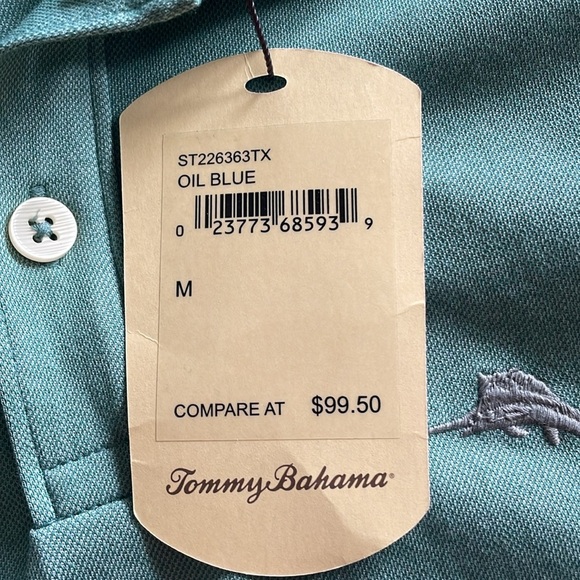 ST226363TX
OIL BLUE
0 23773 68593 9
M
COMPARE AT $99.50
Tommy Bahama®